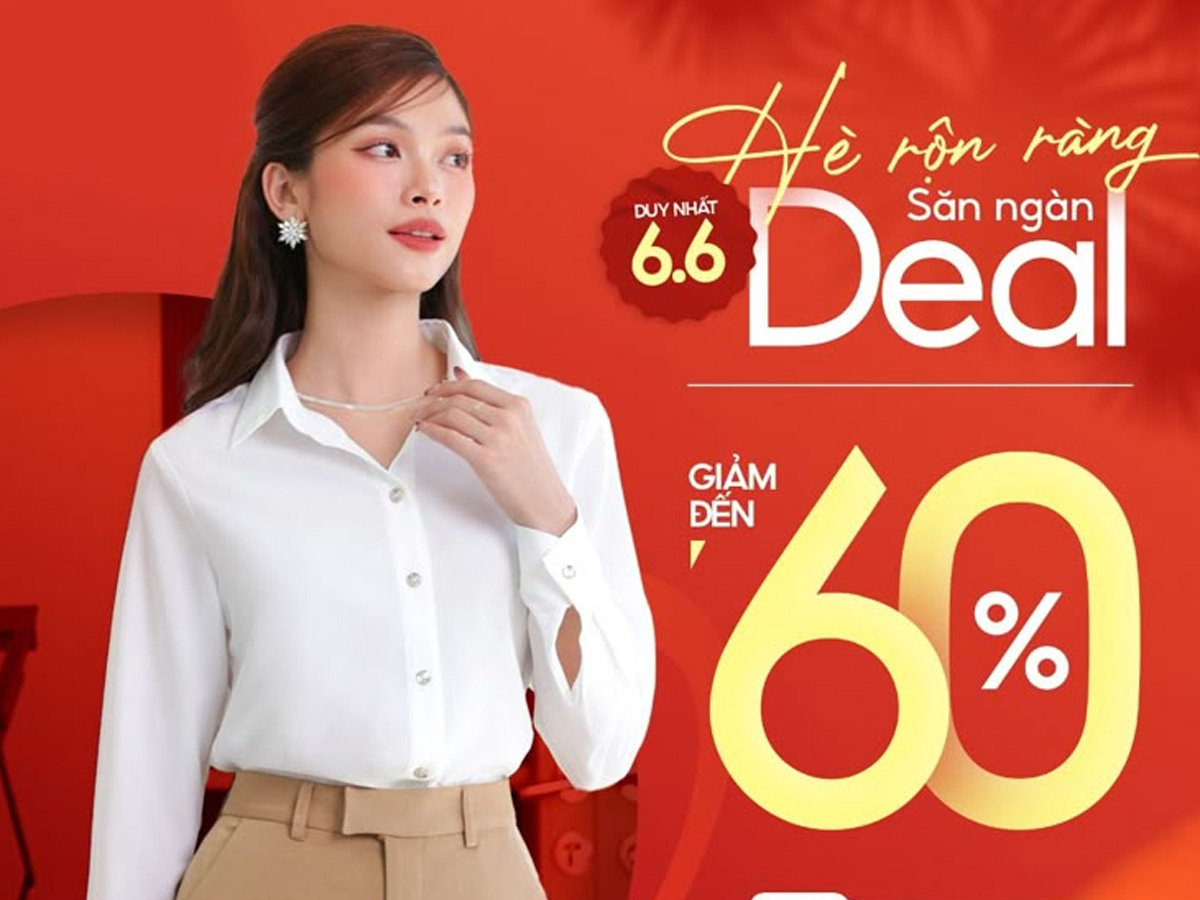 Hè rộn ràng
Săn ngàn
Deal
DUY NHẤT
6.6
GIẢM
ĐẾN
60%